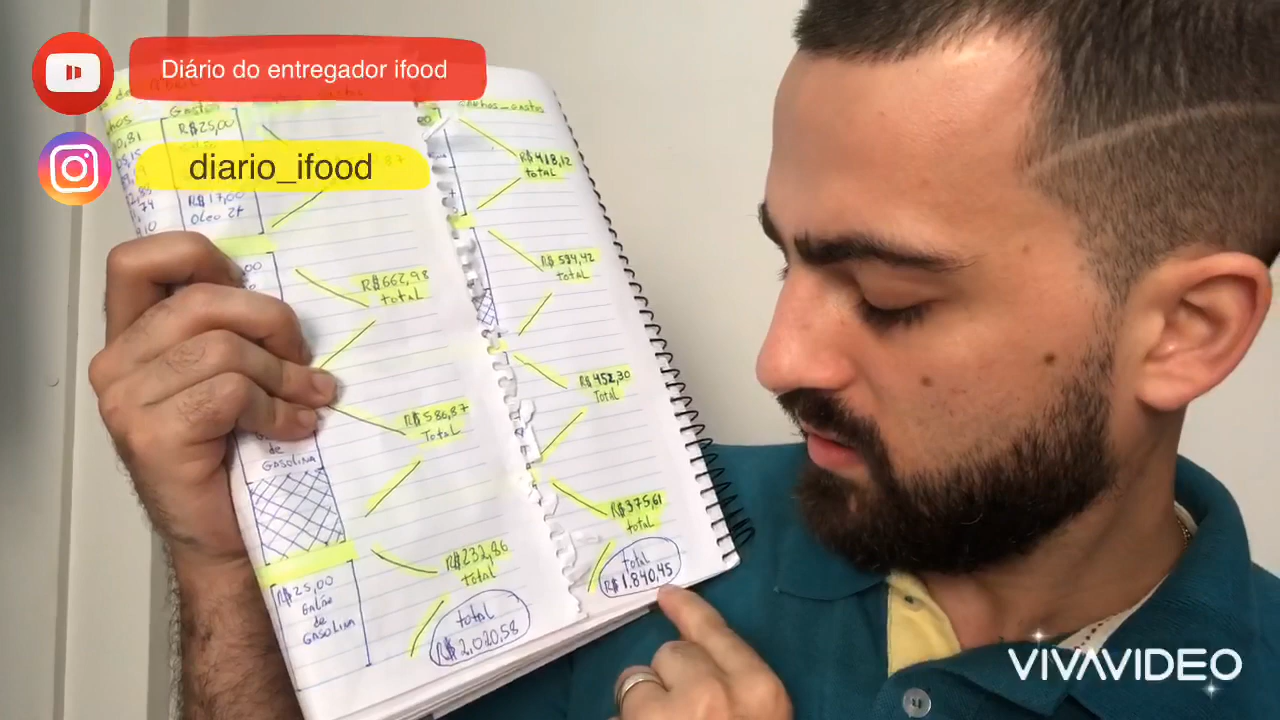 Diário do entregador ifood
diario_ifood
Gastos
R$25,00
R$17,00
Óleo 2t
R$662,98
total
R$586,87
Total
de
GASOLINA
R$232,86
total
R$25,00
GALÃO
de
GASOLINA
total
R$2.020,58
R$418,12
total
R$594,42
total
R$452,30
Total
R$375,61
total
total
R$1.840,45
VIVAVIDEO